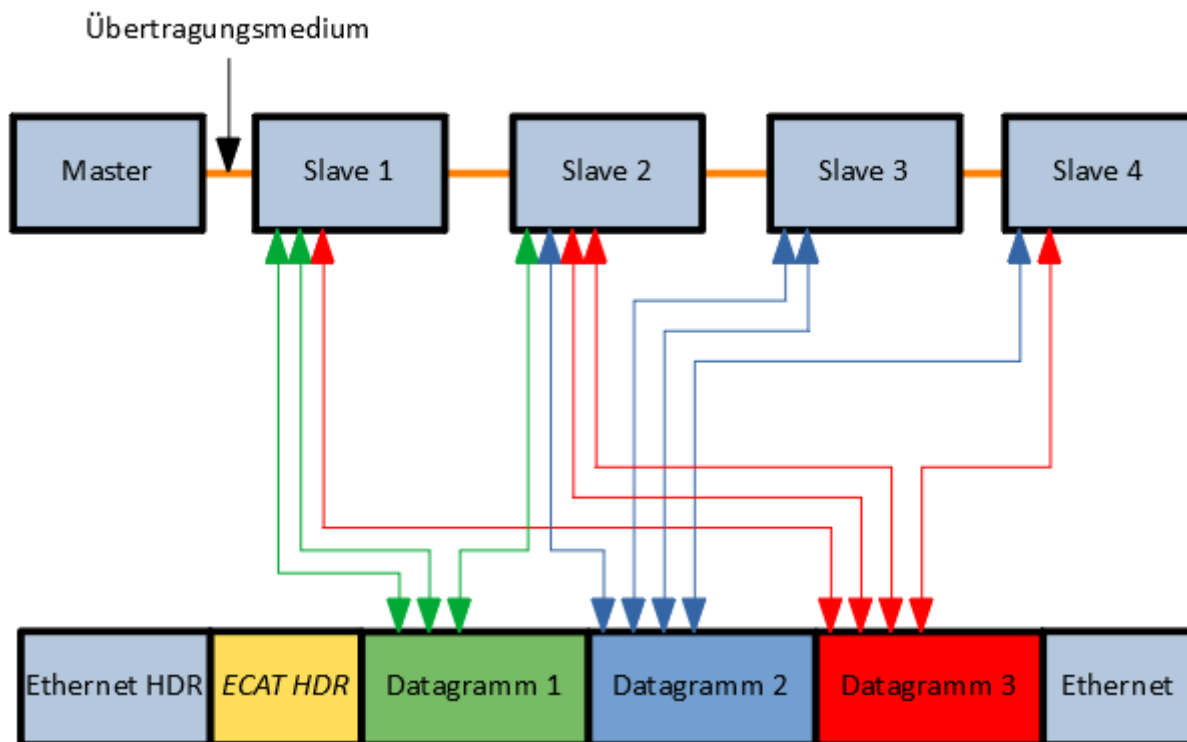 Übertragungsmedium
Master
Slave 1
Slave 2
Slave 3
Slave 4
Ethernet HDR
ECAT HDR
Datagramm 1
Datagramm 2
Datagramm 3
Ethernet